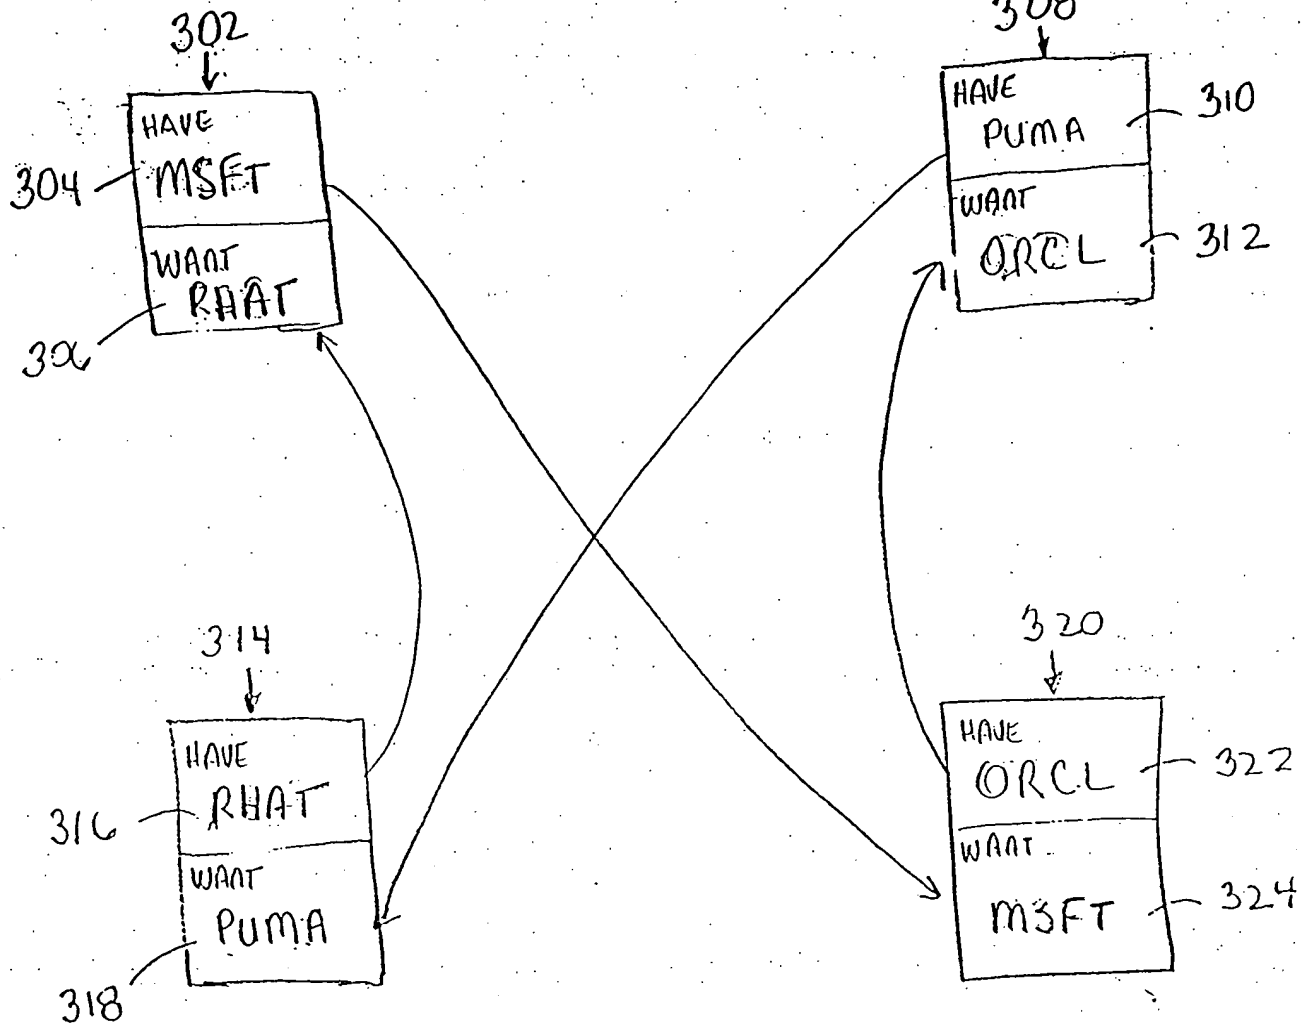 302
HAVE
304
MSFT
WANT
RHAT
306
308
HAVE
PUMA
310
WANT
ORCL
312
314
HAVE
RHAT
316
WANT
PUMA
318
320
HAVE
ORCL
322
WANT
MSFT
324